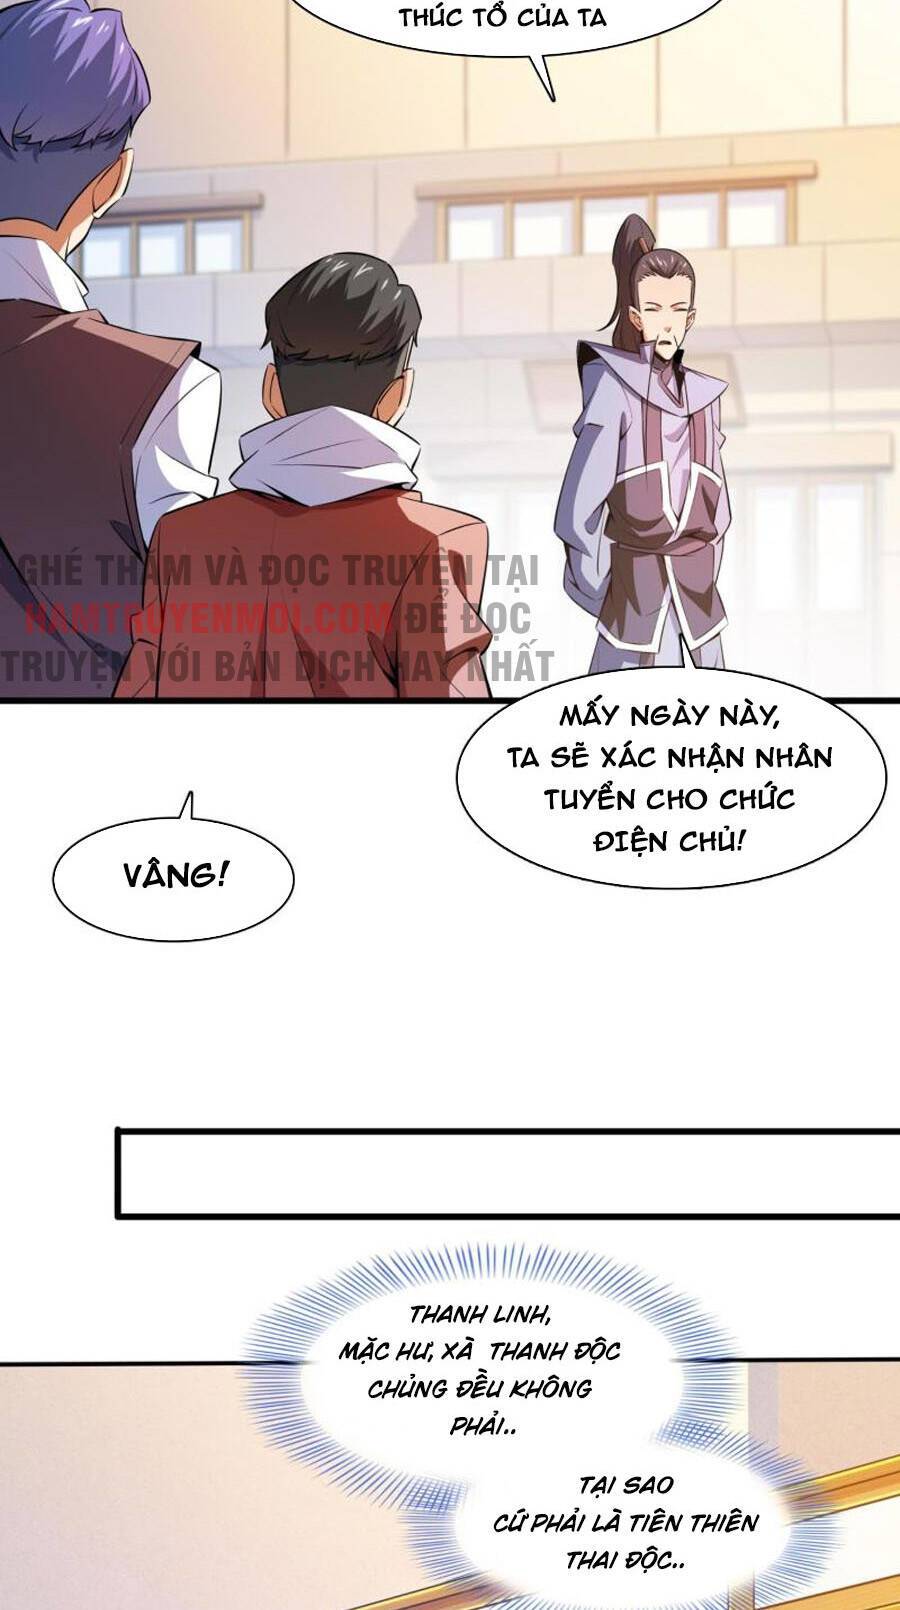 THÚC TỔ CỦA TA
GHÉ THĂM VÀ ĐỌC TRUYỆN TẠI
HAMTRUYENMOI.COM ĐỂ ĐỌC
TRUYỆN VỚI BẢN DỊCH HAY NHẤT
MẤY NGÀY NÀY,
TA SẼ XÁC NHẬN NHÂN
TUYỂN CHO CHỨC
ĐIỆN CHỦ!
VÂNG!
THANH LINH,
MẶC HƯ, XÀ THANH ĐỘC
CHỦNG ĐỀU KHÔNG
PHẢI..
TẠI SAO
CỨ PHẢI LÀ TIÊN THIÊN
THAI ĐỘC..